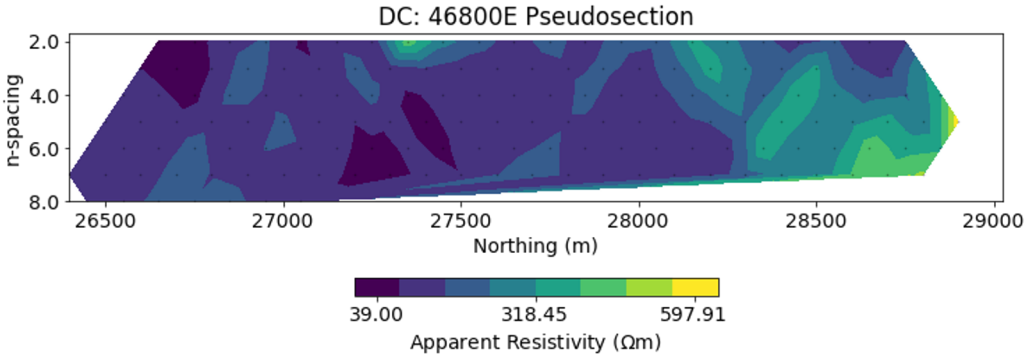 DC: 46800E Pseudosection
2.0
4.0
6.0
8.0
n-spacing
26500 27000 27500 28000 28500 29000
Northing (m)
39.00 318.45 597.91
Apparent Resistivity (Ωm)